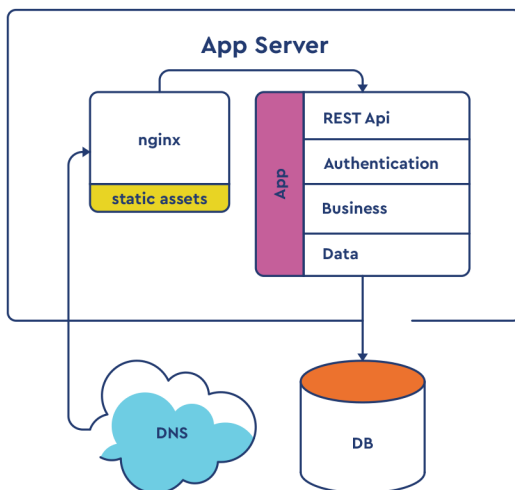 App Server
nginx
static assets
App
REST Api
Authentication
Business
Data
DNS
DB